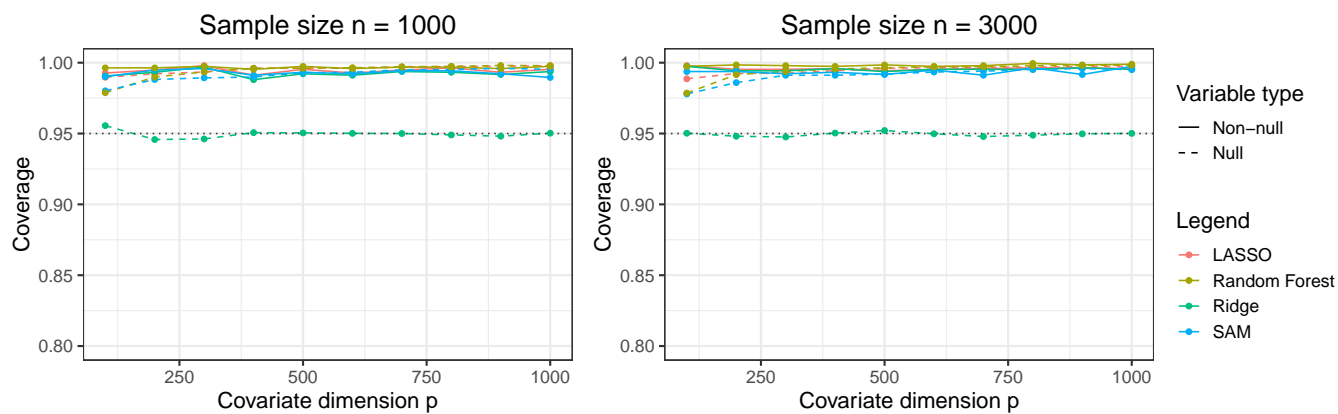 Sample size n = 1000
1.00
0.95
0.90
0.85
0.80
Coverage
250
500
750
1000
Covariate dimension p
Sample size n = 3000
1.00
0.95
0.90
0.85
0.80
Coverage
250
500
750
1000
Covariate dimension p
Variable type
Non−null
Null
Legend
LASSO
Random Forest
Ridge
SAM